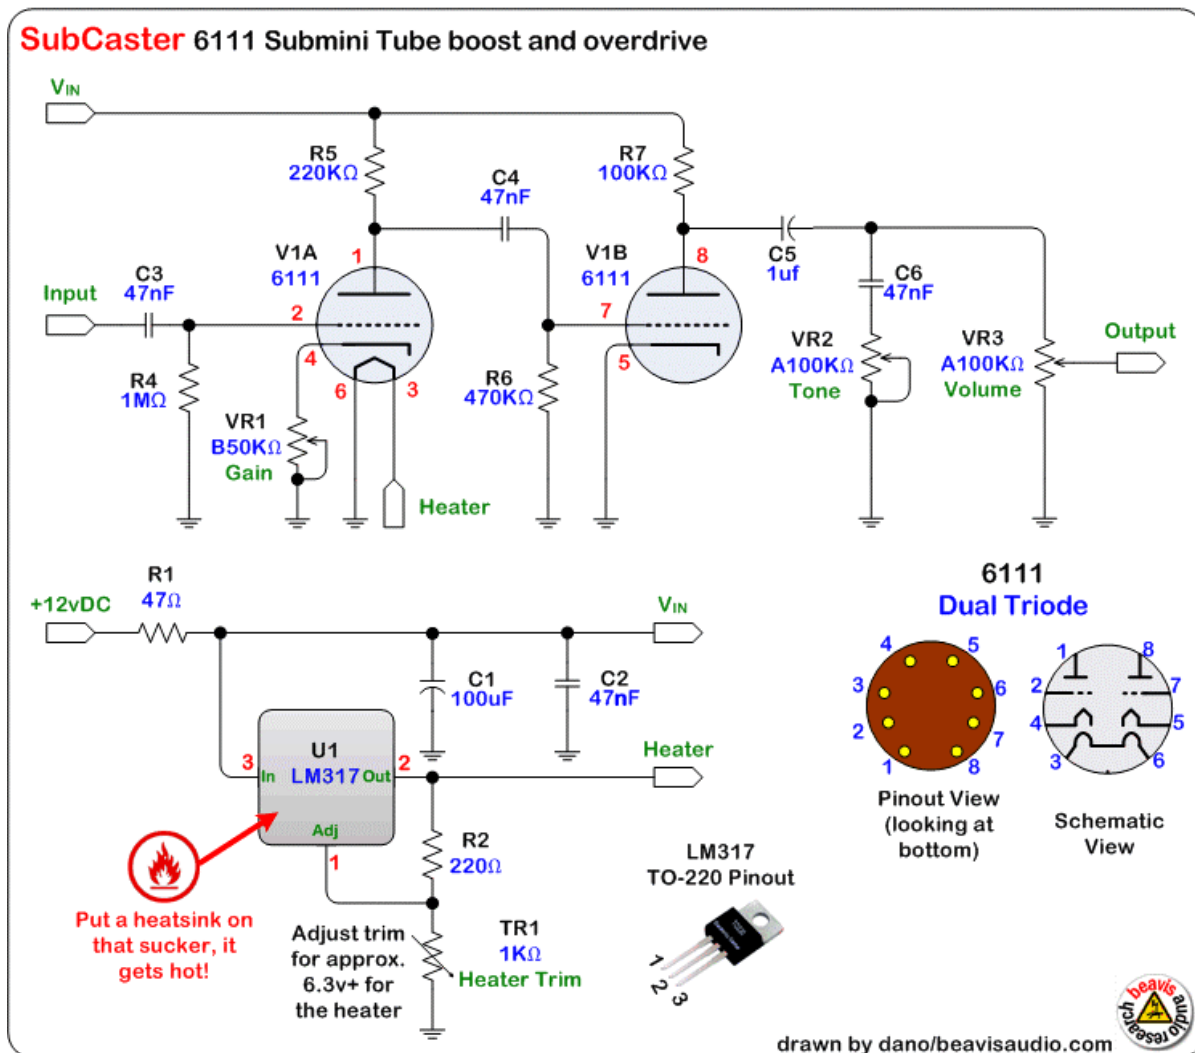 SubCaster 6111 Submini Tube boost and overdrive
VIN
R5
220KΩ
R7
100KΩ
C4
47nF
V1A
6111
1
V1B
6111
8
C5
1uf
C6
47nF
C3
47nF
Input
2
4
6
3
7
5
R4
1MΩ
VR1
B50KΩ
Gain
R6
470KΩ
VR2
A100KΩ
Tone
VR3
A100KΩ
Volume
Output
Heater
R1
47Ω
+12vDC
VIN
C1
100uF
C2
47nF
U1
LM317
3
In
Out
2
Adj
1
Heater
R2
220Ω
TR1
1KΩ
Heater Trim
Put a heatsink on
that sucker, it
gets hot!
Adjust trim
for approx.
6.3v+ for
the heater
LM317
TO-220 Pinout
1
2
3
6111
Dual Triode
4
5
3
6
2
7
1
8
Pinout View
(looking at
bottom)
1
8
2
7
4
5
3
6
Schematic
View
beavis audio research
drawn by dano/beavisaudio.com